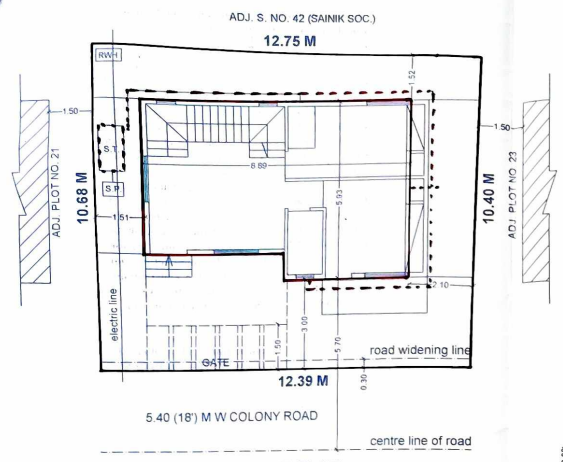 ADJ. S. NO. 42 (SAINIK SOC.)
12.75 M
RWH
1.52
1.50
1.50
S.T.
ADJ. PLOT NO. 21
10.68 M
S.P.
8.89
5.93
10.40 M
ADJ. PLOT NO. 23
1.51
2.10
electric line
3.00
1.50
5.70
road widening line
GATE
12.39 M
0.30
5.40 (18') M W COLONY ROAD
centre line of road